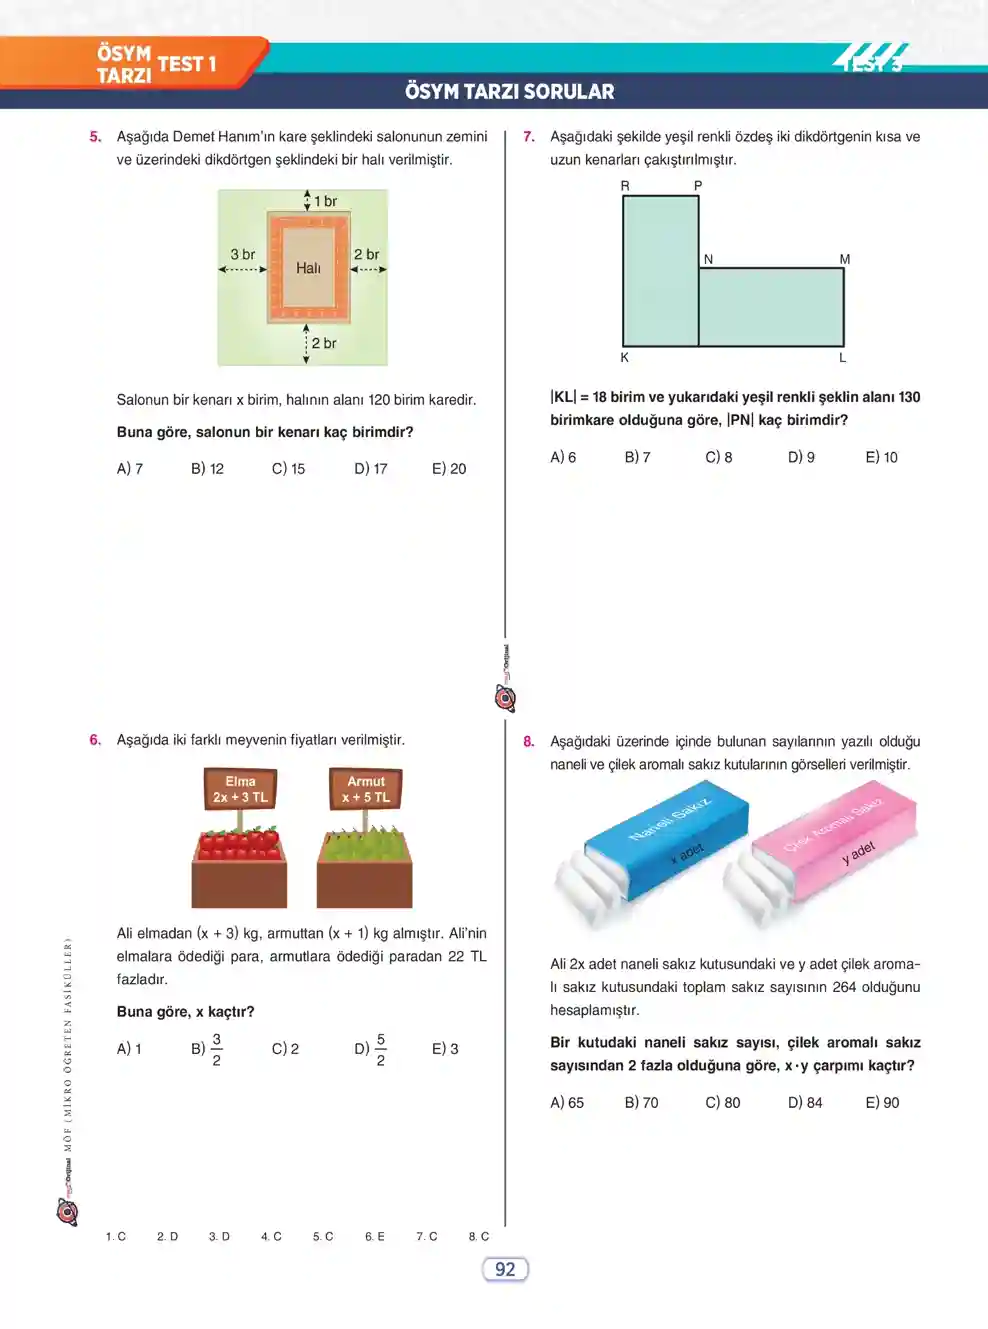 ÖSYM
TARZI
TEST 1
TEST 3
ÖSYM TARZI SORULAR
5. Aşağıda Demet Hanım'ın kare şeklindeki salonunun zemini
ve üzerindeki dikdörtgen şeklindeki bir halı verilmiştir.
1 br
3 br
2 br
Halı
2 br
Salonun bir kenarı x birim, halının alanı 120 birim karedir.
Buna göre, salonun bir kenarı kaç birimdir?
A) 7 B) 12 C) 15 D) 17 E) 20
6. Aşağıda iki farklı meyvenin fiyatları verilmiştir.
Elma
2x + 3 TL
Armut
x + 5 TL
Ali elmadan (x + 3) kg, armuttan (x + 1) kg almıştır. Ali'nin
elmalara ödediği para, armutlara ödediği paradan 22 TL
fazladır.
Buna göre, x kaçtır?
A) 1 B) 3/2 C) 2 D) 5/2 E) 3
7. Aşağıdaki şekilde yeşil renkli özdeş iki dikdörtgenin kısa ve
uzun kenarları çakıştırılmıştır.
R P
N M
K L
|KL| = 18 birim ve yukarıdaki yeşil renkli şeklin alanı 130
birimkare olduğuna göre, |PN| kaç birimdir?
A) 6 B) 7 C) 8 D) 9 E) 10
Orijinal
8. Aşağıdaki üzerinde içinde bulunan sayılarının yazılı olduğu
naneli ve çilek aromalı sakız kutularının görselleri verilmiştir.
Naneli Sakız
x adet
Çilek Aromalı Sakız
y adet
Ali 2x adet naneli sakız kutusundaki ve y adet çilek aroma-
lı sakız kutusundaki toplam sakız sayısının 264 olduğunu
hesaplamıştır.
Bir kutudaki naneli sakız sayısı, çilek aromalı sakız
sayısından 2 fazla olduğuna göre, x·y çarpımı kaçtır?
A) 65 B) 70 C) 80 D) 84 E) 90
Orijinal MÖF (MİKRO ÖĞRETEN FASİKÜLLER)
1. C 2. D 3. D 4. C 5. C 6. E 7. C 8. C
92